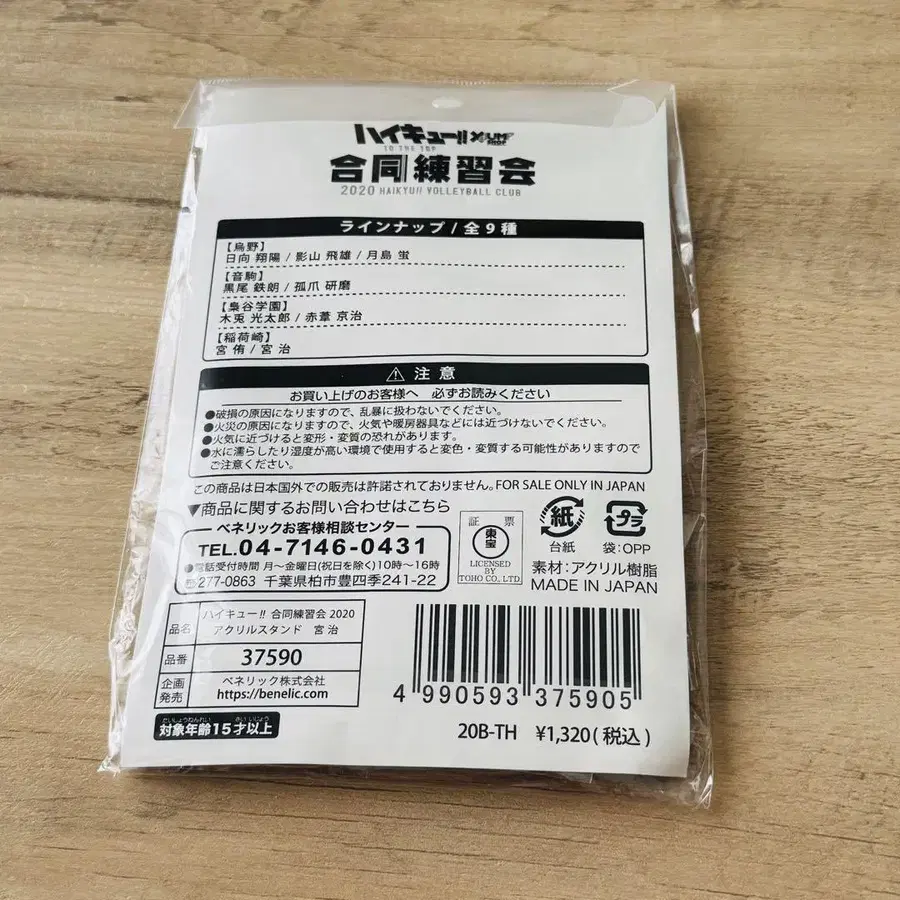 ハイキュー!! × JUMP SHOP
TO THE TOP
合同練習会
2020 HAIKYU!! VOLLEYBALL CLUB
ラインナップ / 全9種
【烏野】
日向 翔陽 / 影山 飛雄 / 月島 蛍
【音駒】
黒尾 鉄朗 / 孤爪 研磨
【梟谷学園】
木兎 光太郎 / 赤葦 京治
【稲荷崎】
宮 侑 / 宮 治
⚠ 注意
お買い上げのお客様へ 必ずお読みください
●破損の原因になりますので、乱暴に扱わないでください。
●火災の原因になりますので、火気や暖房器具などには近づけないでください。
●火気に近づけると変形・変質の恐れがあります。
●水に濡らしたり湿度が高い環境で使用すると変色・変質する可能性がありますので
ご注意ください。
この商品は日本国外での販売は許諾されておりません。FOR SALE ONLY IN JAPAN
▼商品に関するお問い合わせはこちら
ベネリックお客様相談センター
TEL.04-7146-0431
●電話受付時間 月~金曜日(祝日を除く)10時~16時
〒277-0863 千葉県柏市豊四季241-22
証 票
東宝
LICENSED
BY
TOHO CO., LTD.
紙
台紙
プラ
袋:OPP
素材:アクリル樹脂
MADE IN JAPAN
品名
ハイキュー!! 合同練習会 2020
アクリルスタンド 宮 治
品番
37590
企画
発売
ベネリック株式会社
https://benelic.com
4 990593 375905
たいしょうねんれい さい いじょう
対象年齢15才以上
20B-TH ¥1,320(税込)